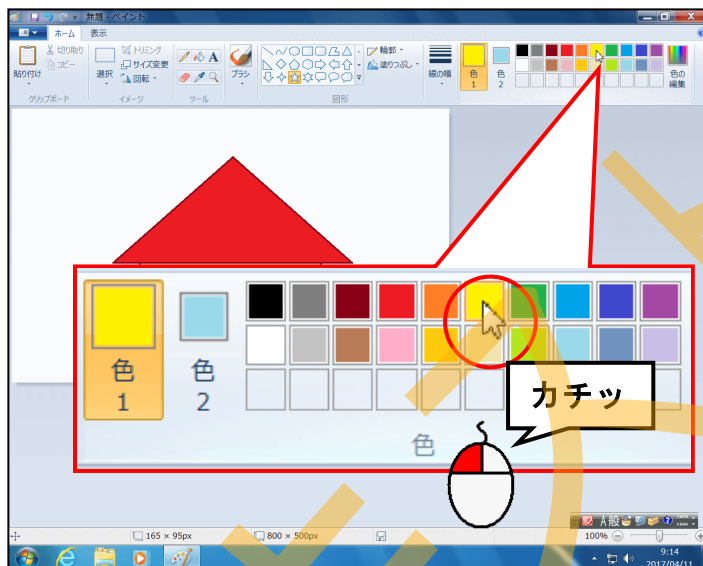 無題 - ペイント
ホーム
表示
貼り付け
切り取り
コピー
クリップボード
選択
トリミング
サイズ変更
回転
イメージ
A
ツール
ブラシ
図形
輪郭
塗りつぶし
線の幅
色
1
色
2
色の
編集
色
1
色
2
色
カチッ
165 × 95px
800 × 500px
100%
A 般
9:14
2017/04/11